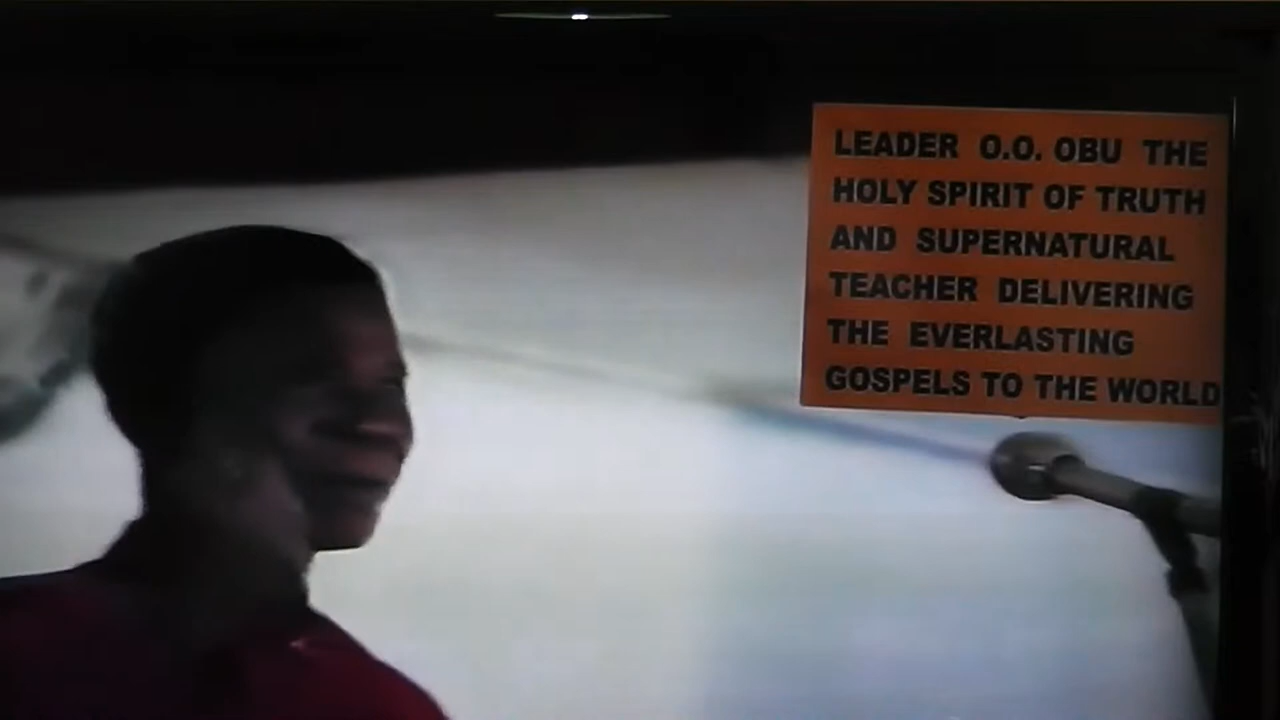 LEADER O.O. OBU THE
HOLY SPIRIT OF TRUTH
AND SUPERNATURAL
TEACHER DELIVERING
THE EVERLASTING
GOSPELS TO THE WORLD